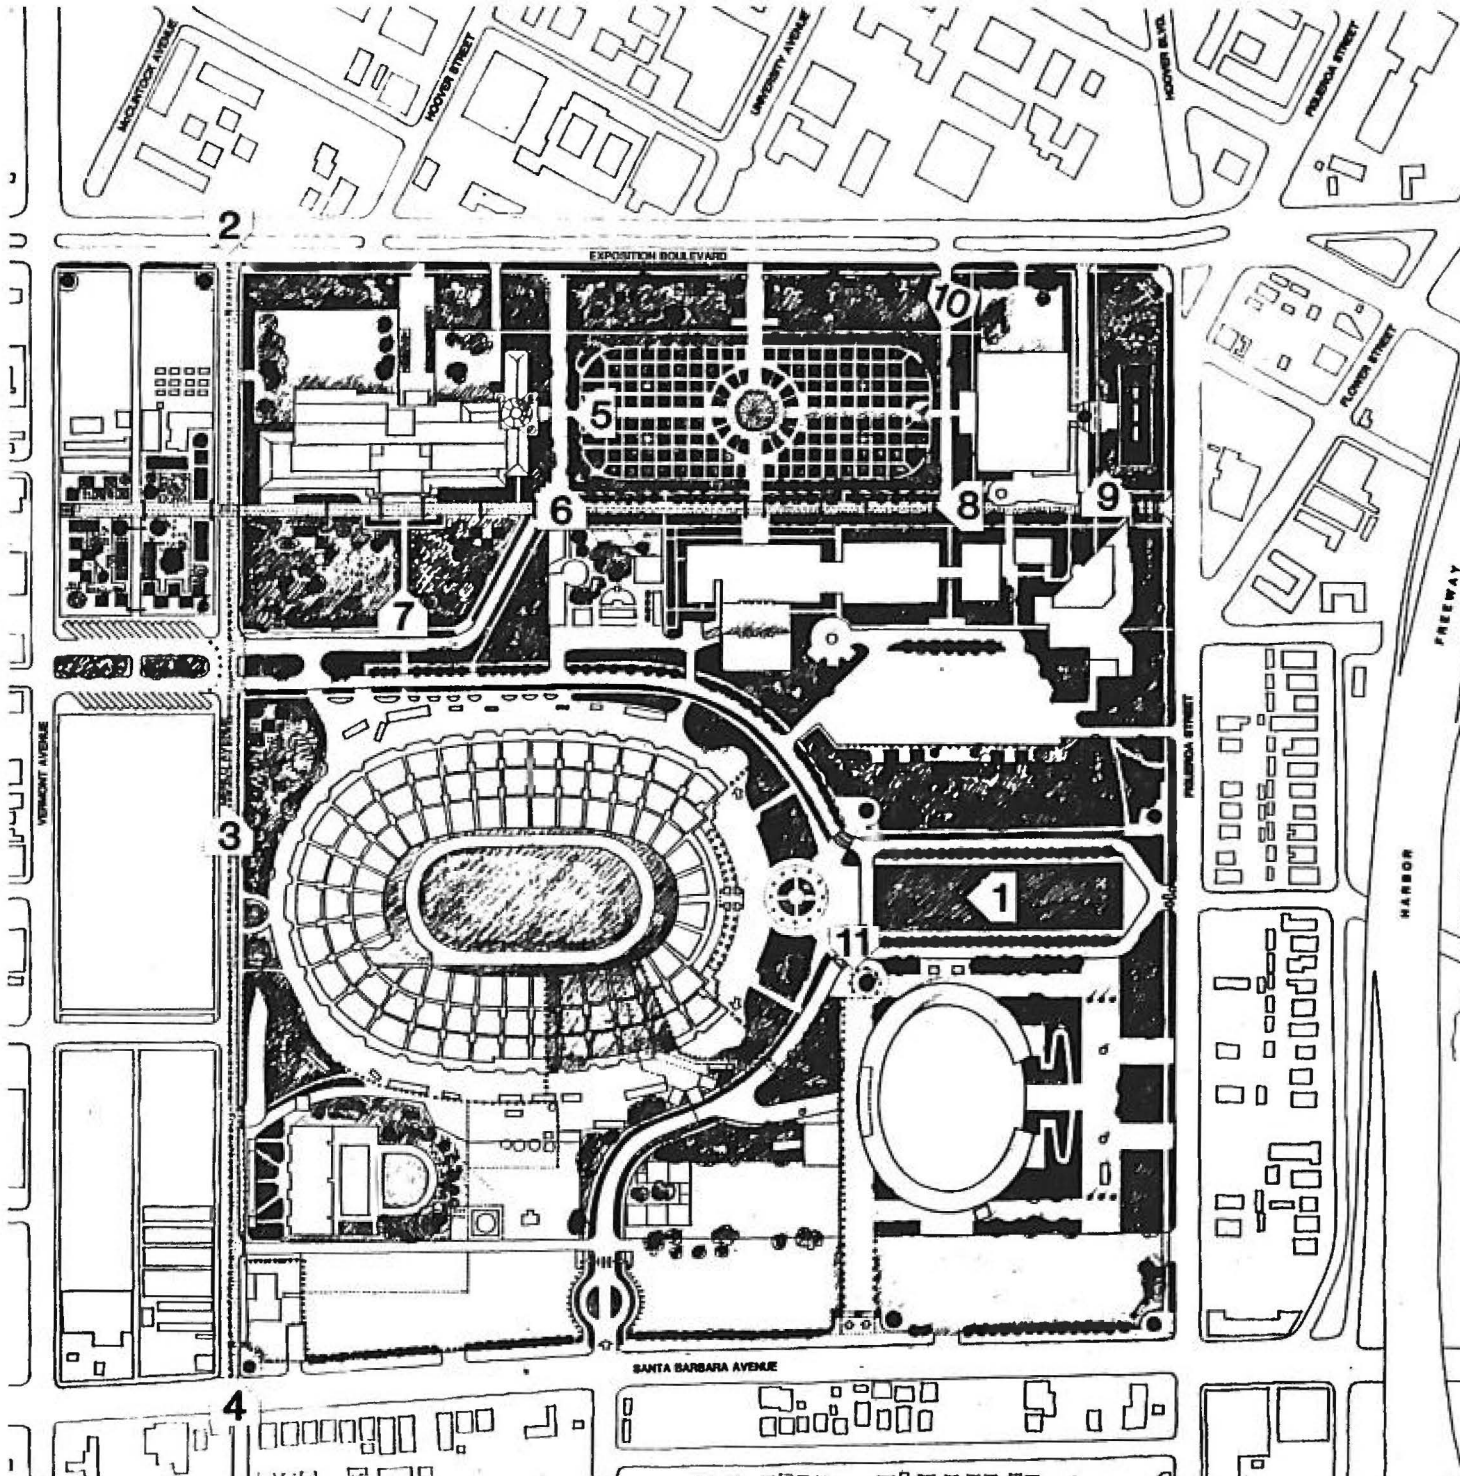 McCLINTOCK AVENUE
HOOVER STREET
UNIVERSITY AVENUE
HOOVER BLVD.
FIGUEROA STREET
2
EXPOSITION BOULEVARD
10
FLOWER STREET
5
6
8
9
7
FREEWAY
VERMONT AVENUE
FIGUEROA STREET
3
HARBOR
1
11
SANTA BARBARA AVENUE
4